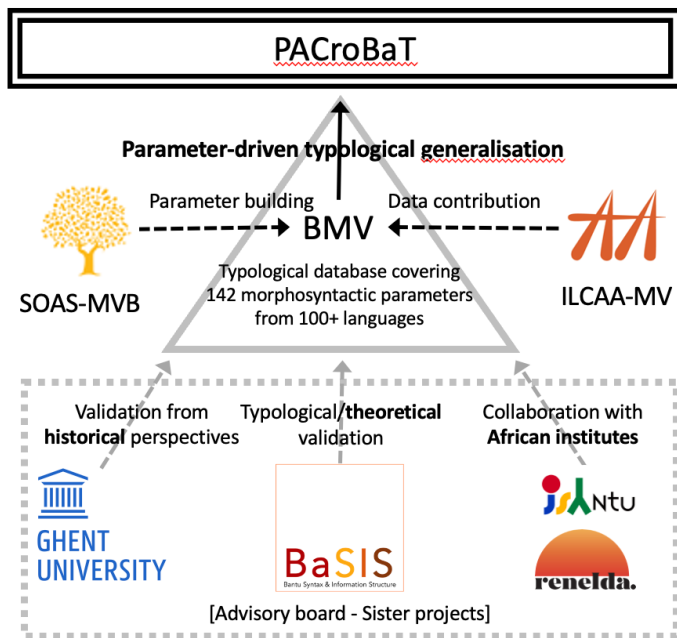 PACroBaT
Parameter-driven typological generalisation
Parameter building
Data contribution
BMV
SOAS-MVB
ILCAA-MV
Typological database covering
142 morphosyntactic parameters
from 100+ languages
Validation from
historical perspectives
Typological/theoretical
validation
Collaboration with
African institutes
GHENT
UNIVERSITY
BaSIS
Bantu Syntax & Information Structure
NTU
renelda.
[Advisory board - Sister projects]